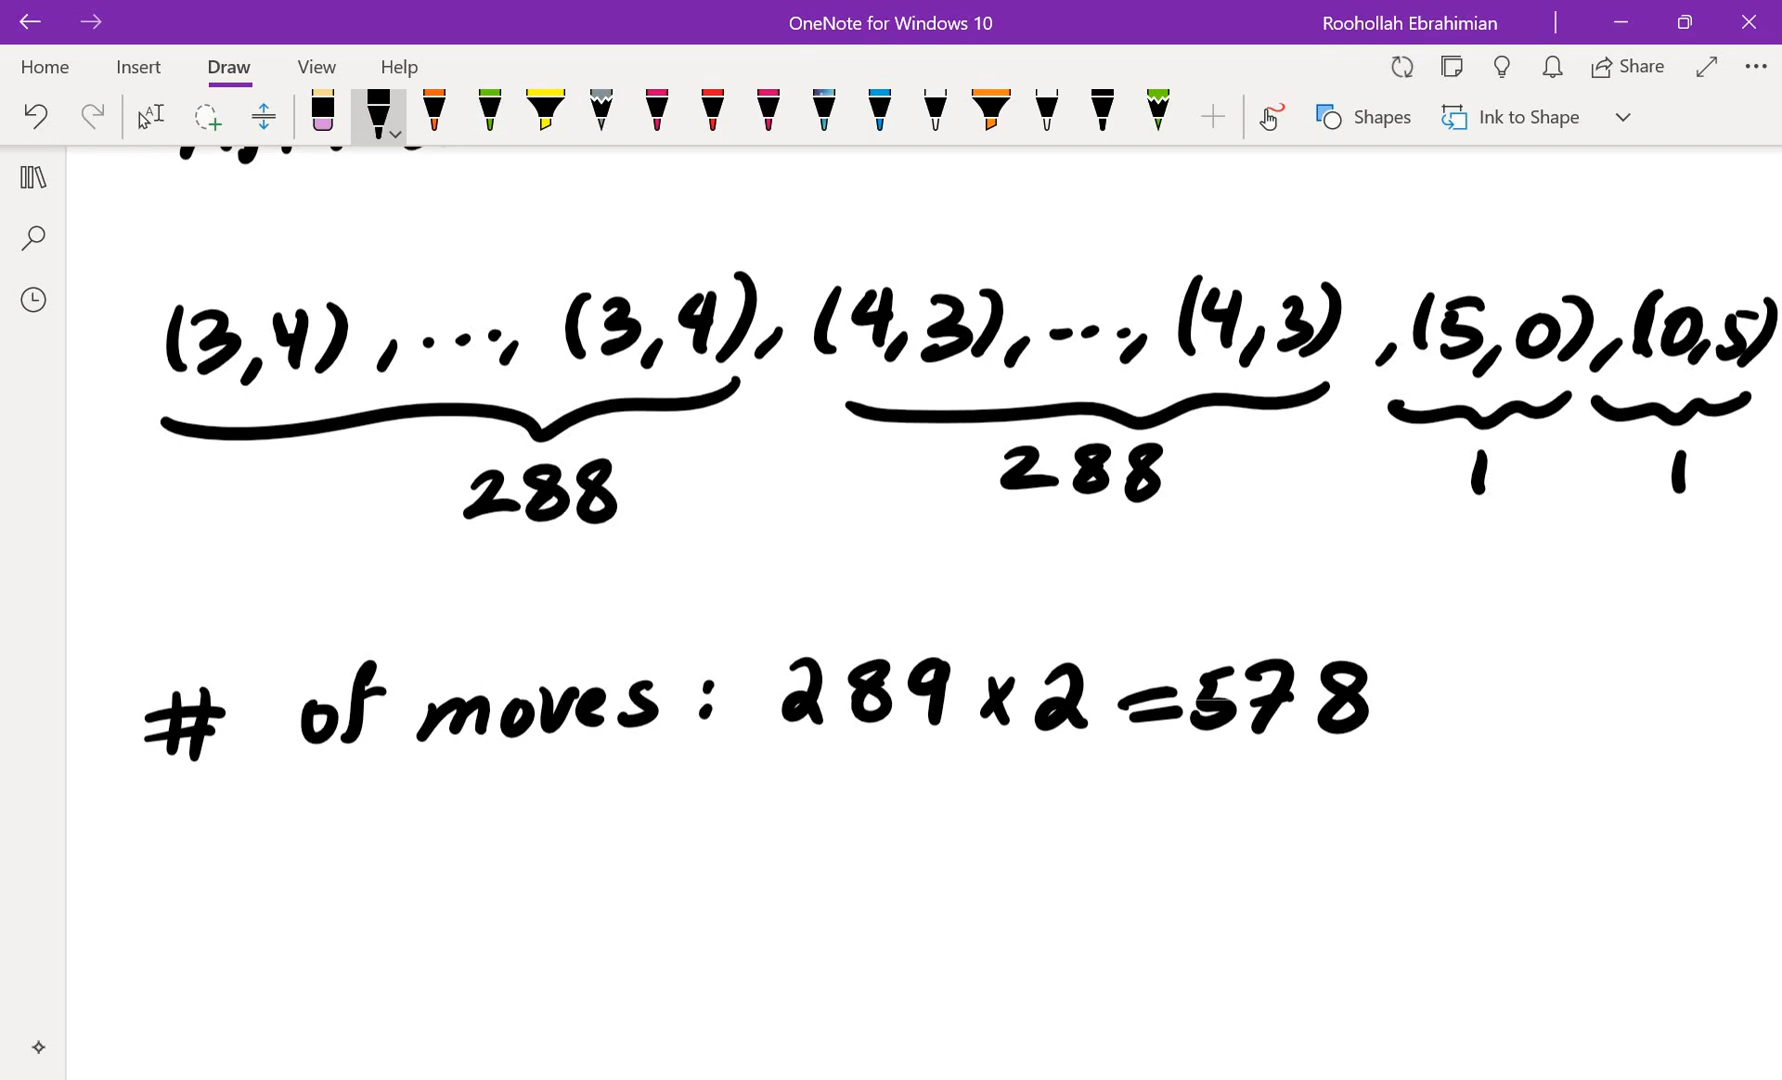 OneNote for Windows 10
Roohollah Ebrahimian
Home Insert Draw View Help
Share
Shapes Ink to Shape
(3,4), ..., (3,4), (4,3), ..., (4,3), (5,0), (0,5)
288 288 1 1
# of moves: 289 × 2 = 578